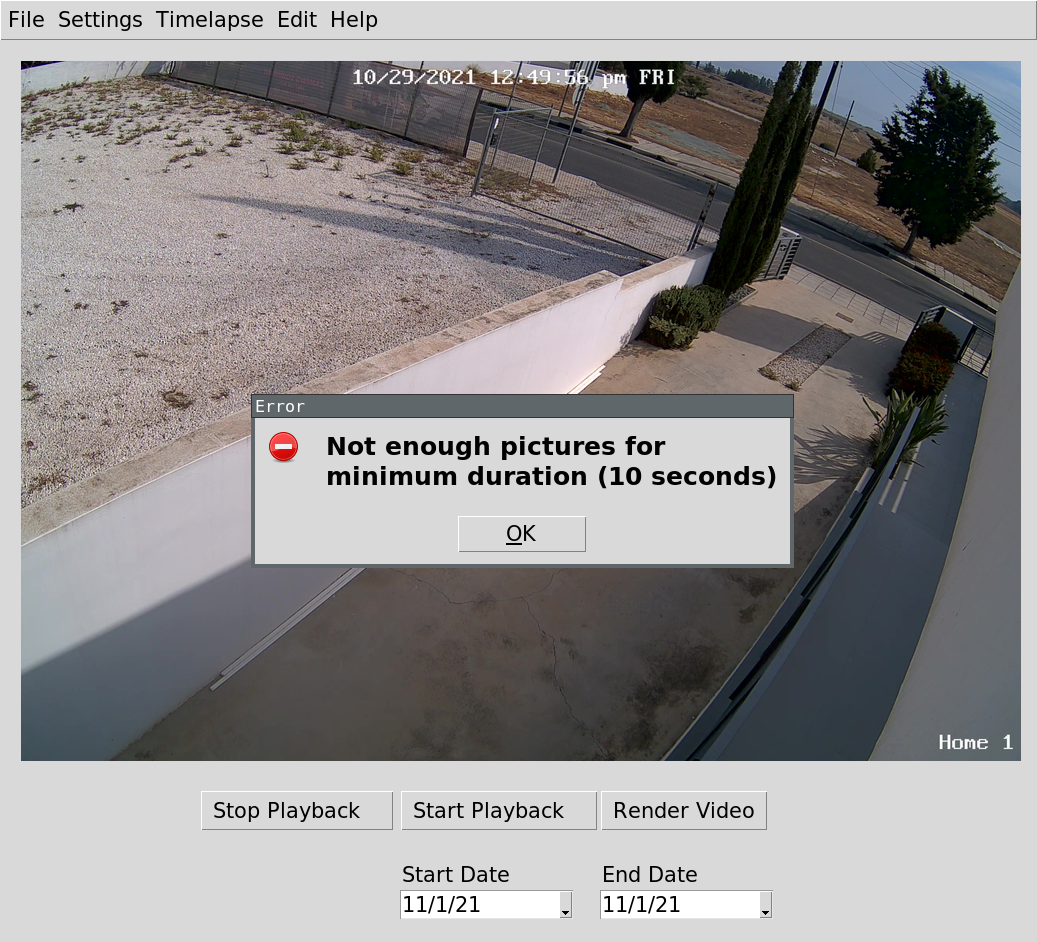 File Settings Timelapse Edit Help
10/29/2021 12:49:56 pm FRI
Error
Not enough pictures for
minimum duration (10 seconds)
OK
Home 1
Stop Playback Start Playback Render Video
Start Date End Date
11/1/21 11/1/21